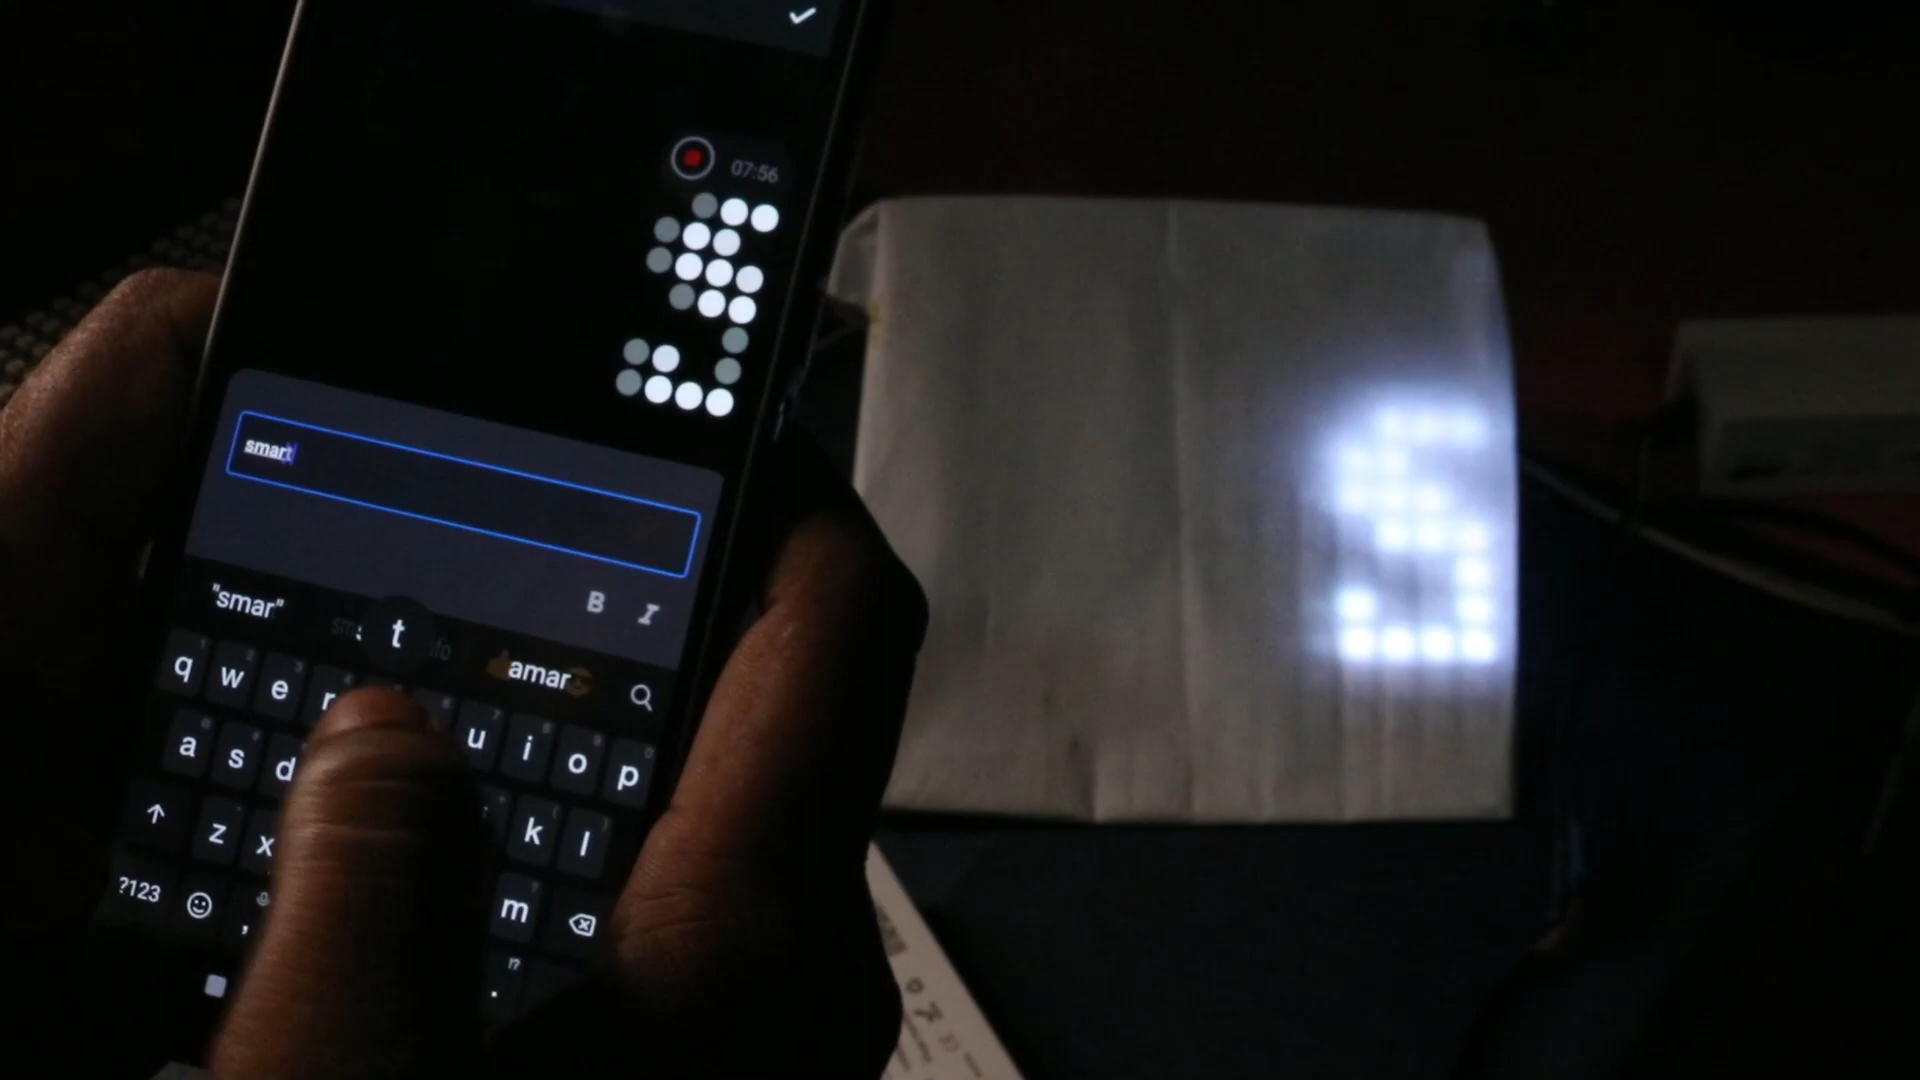 07:56
smart
B I
"smar" amar
q w e r u i o p
a s d k l
z x m
?123 ,
!?
.
S